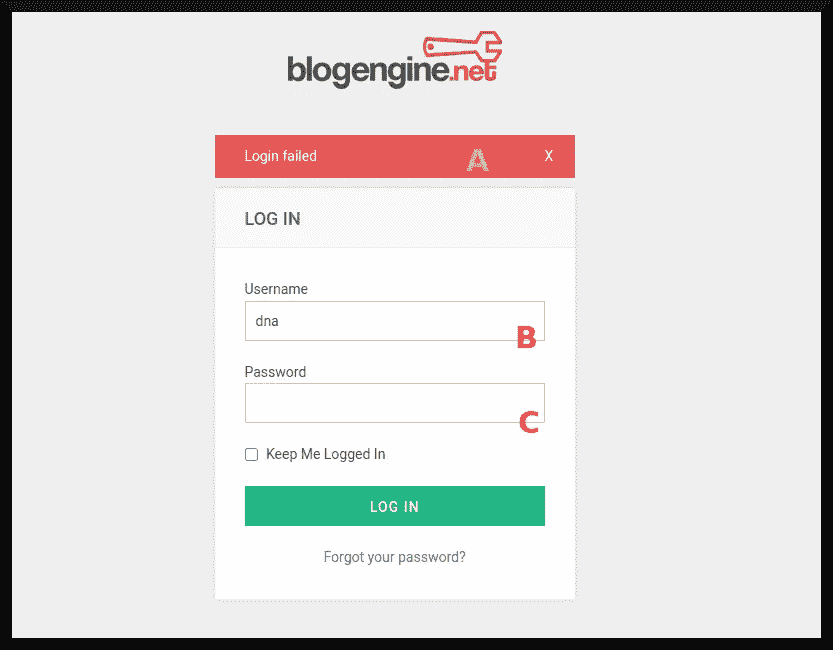 blogengine.net
Login failed A X
LOG IN
Username
dna B
Password
C
Keep Me Logged In
LOG IN
Forgot your password?